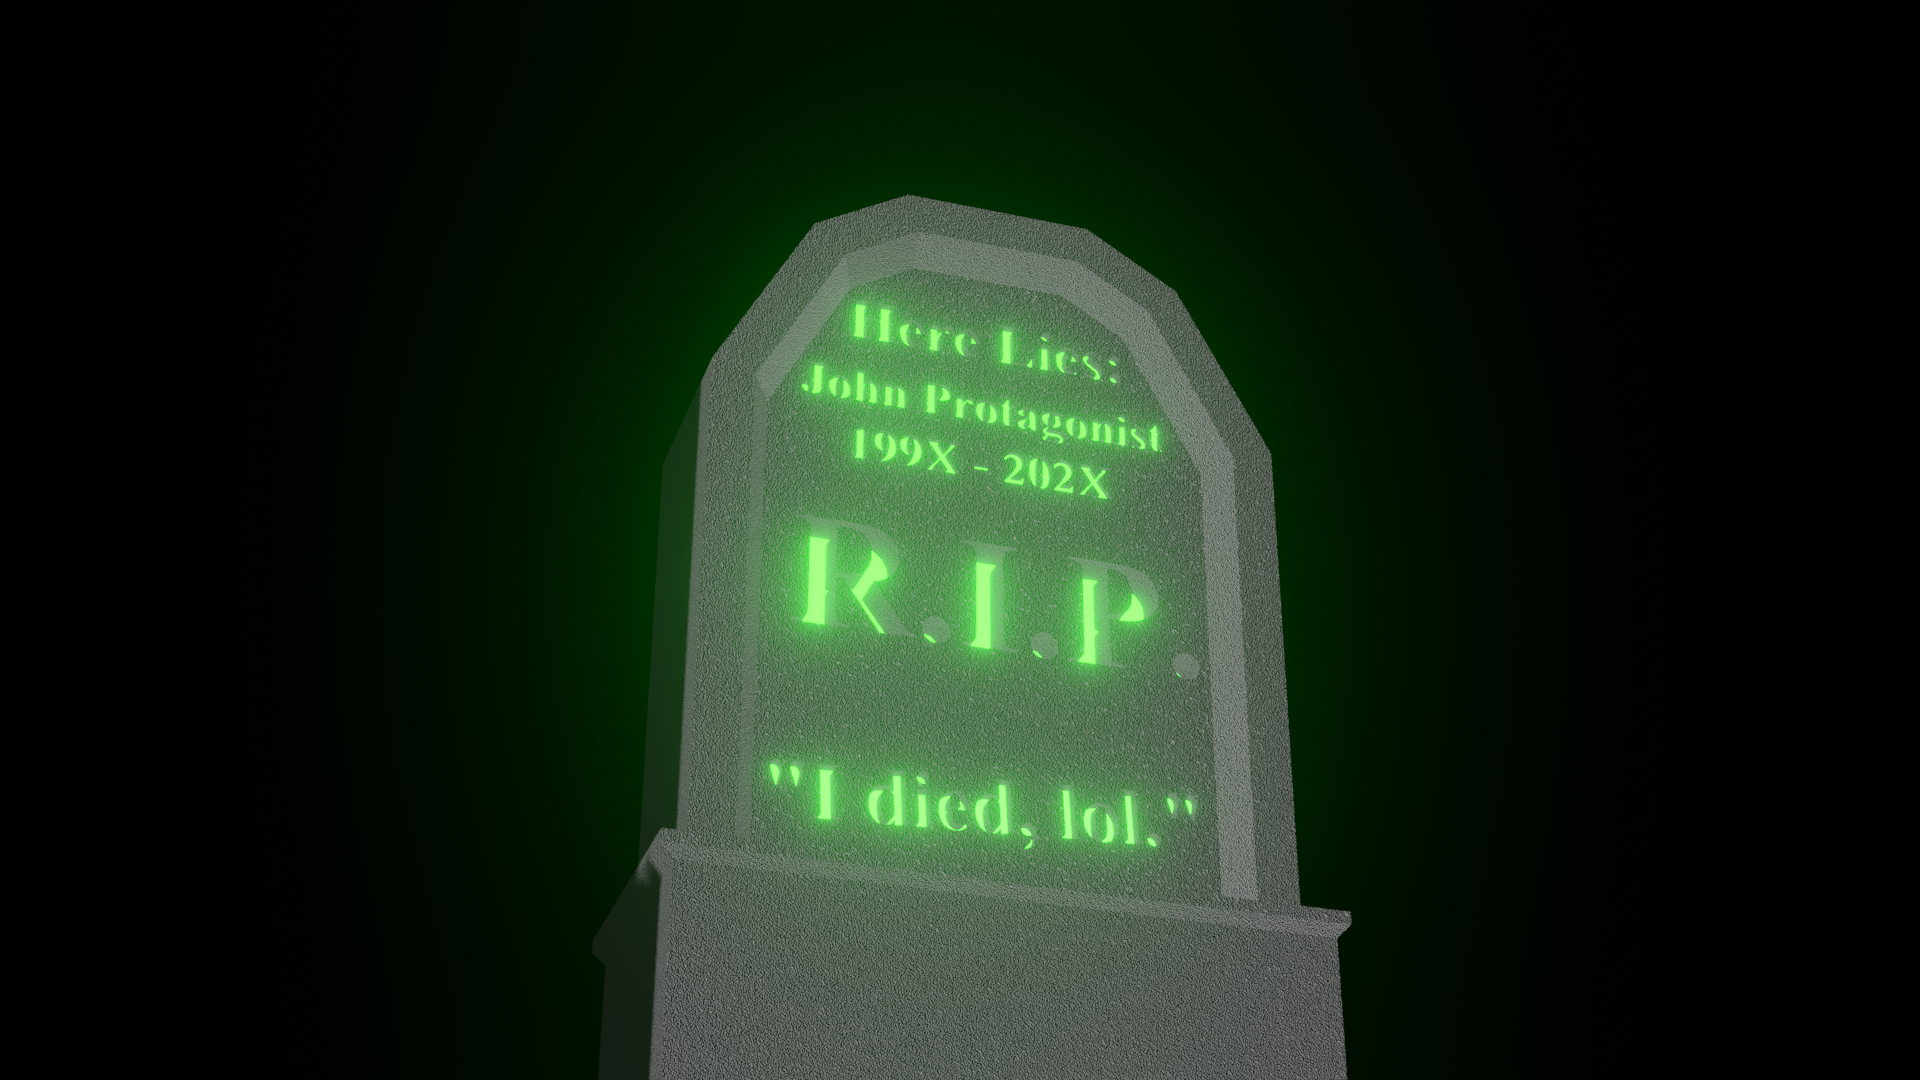 Here Lies:
John Protagonist
199X - 202X
R.I.P.
"I died, lol."